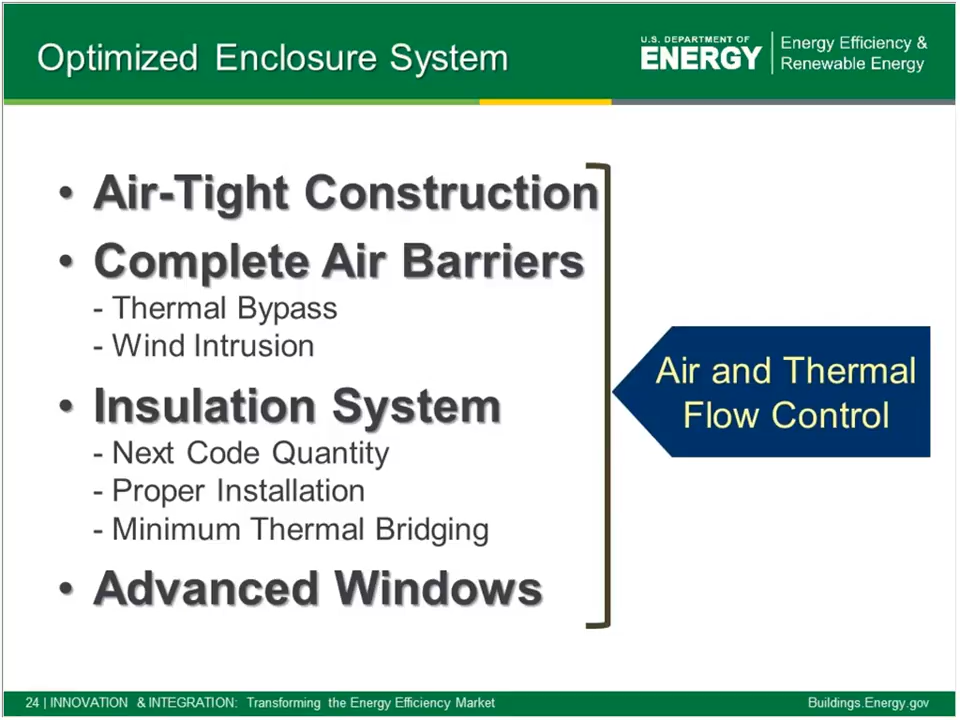 Optimized Enclosure System
U.S. DEPARTMENT OF
ENERGY
Energy Efficiency &
Renewable Energy
• Air-Tight Construction
• Complete Air Barriers
- Thermal Bypass
- Wind Intrusion
• Insulation System
- Next Code Quantity
- Proper Installation
- Minimum Thermal Bridging
• Advanced Windows
Air and Thermal
Flow Control
24 | INNOVATION & INTEGRATION: Transforming the Energy Efficiency Market
Buildings.Energy.gov